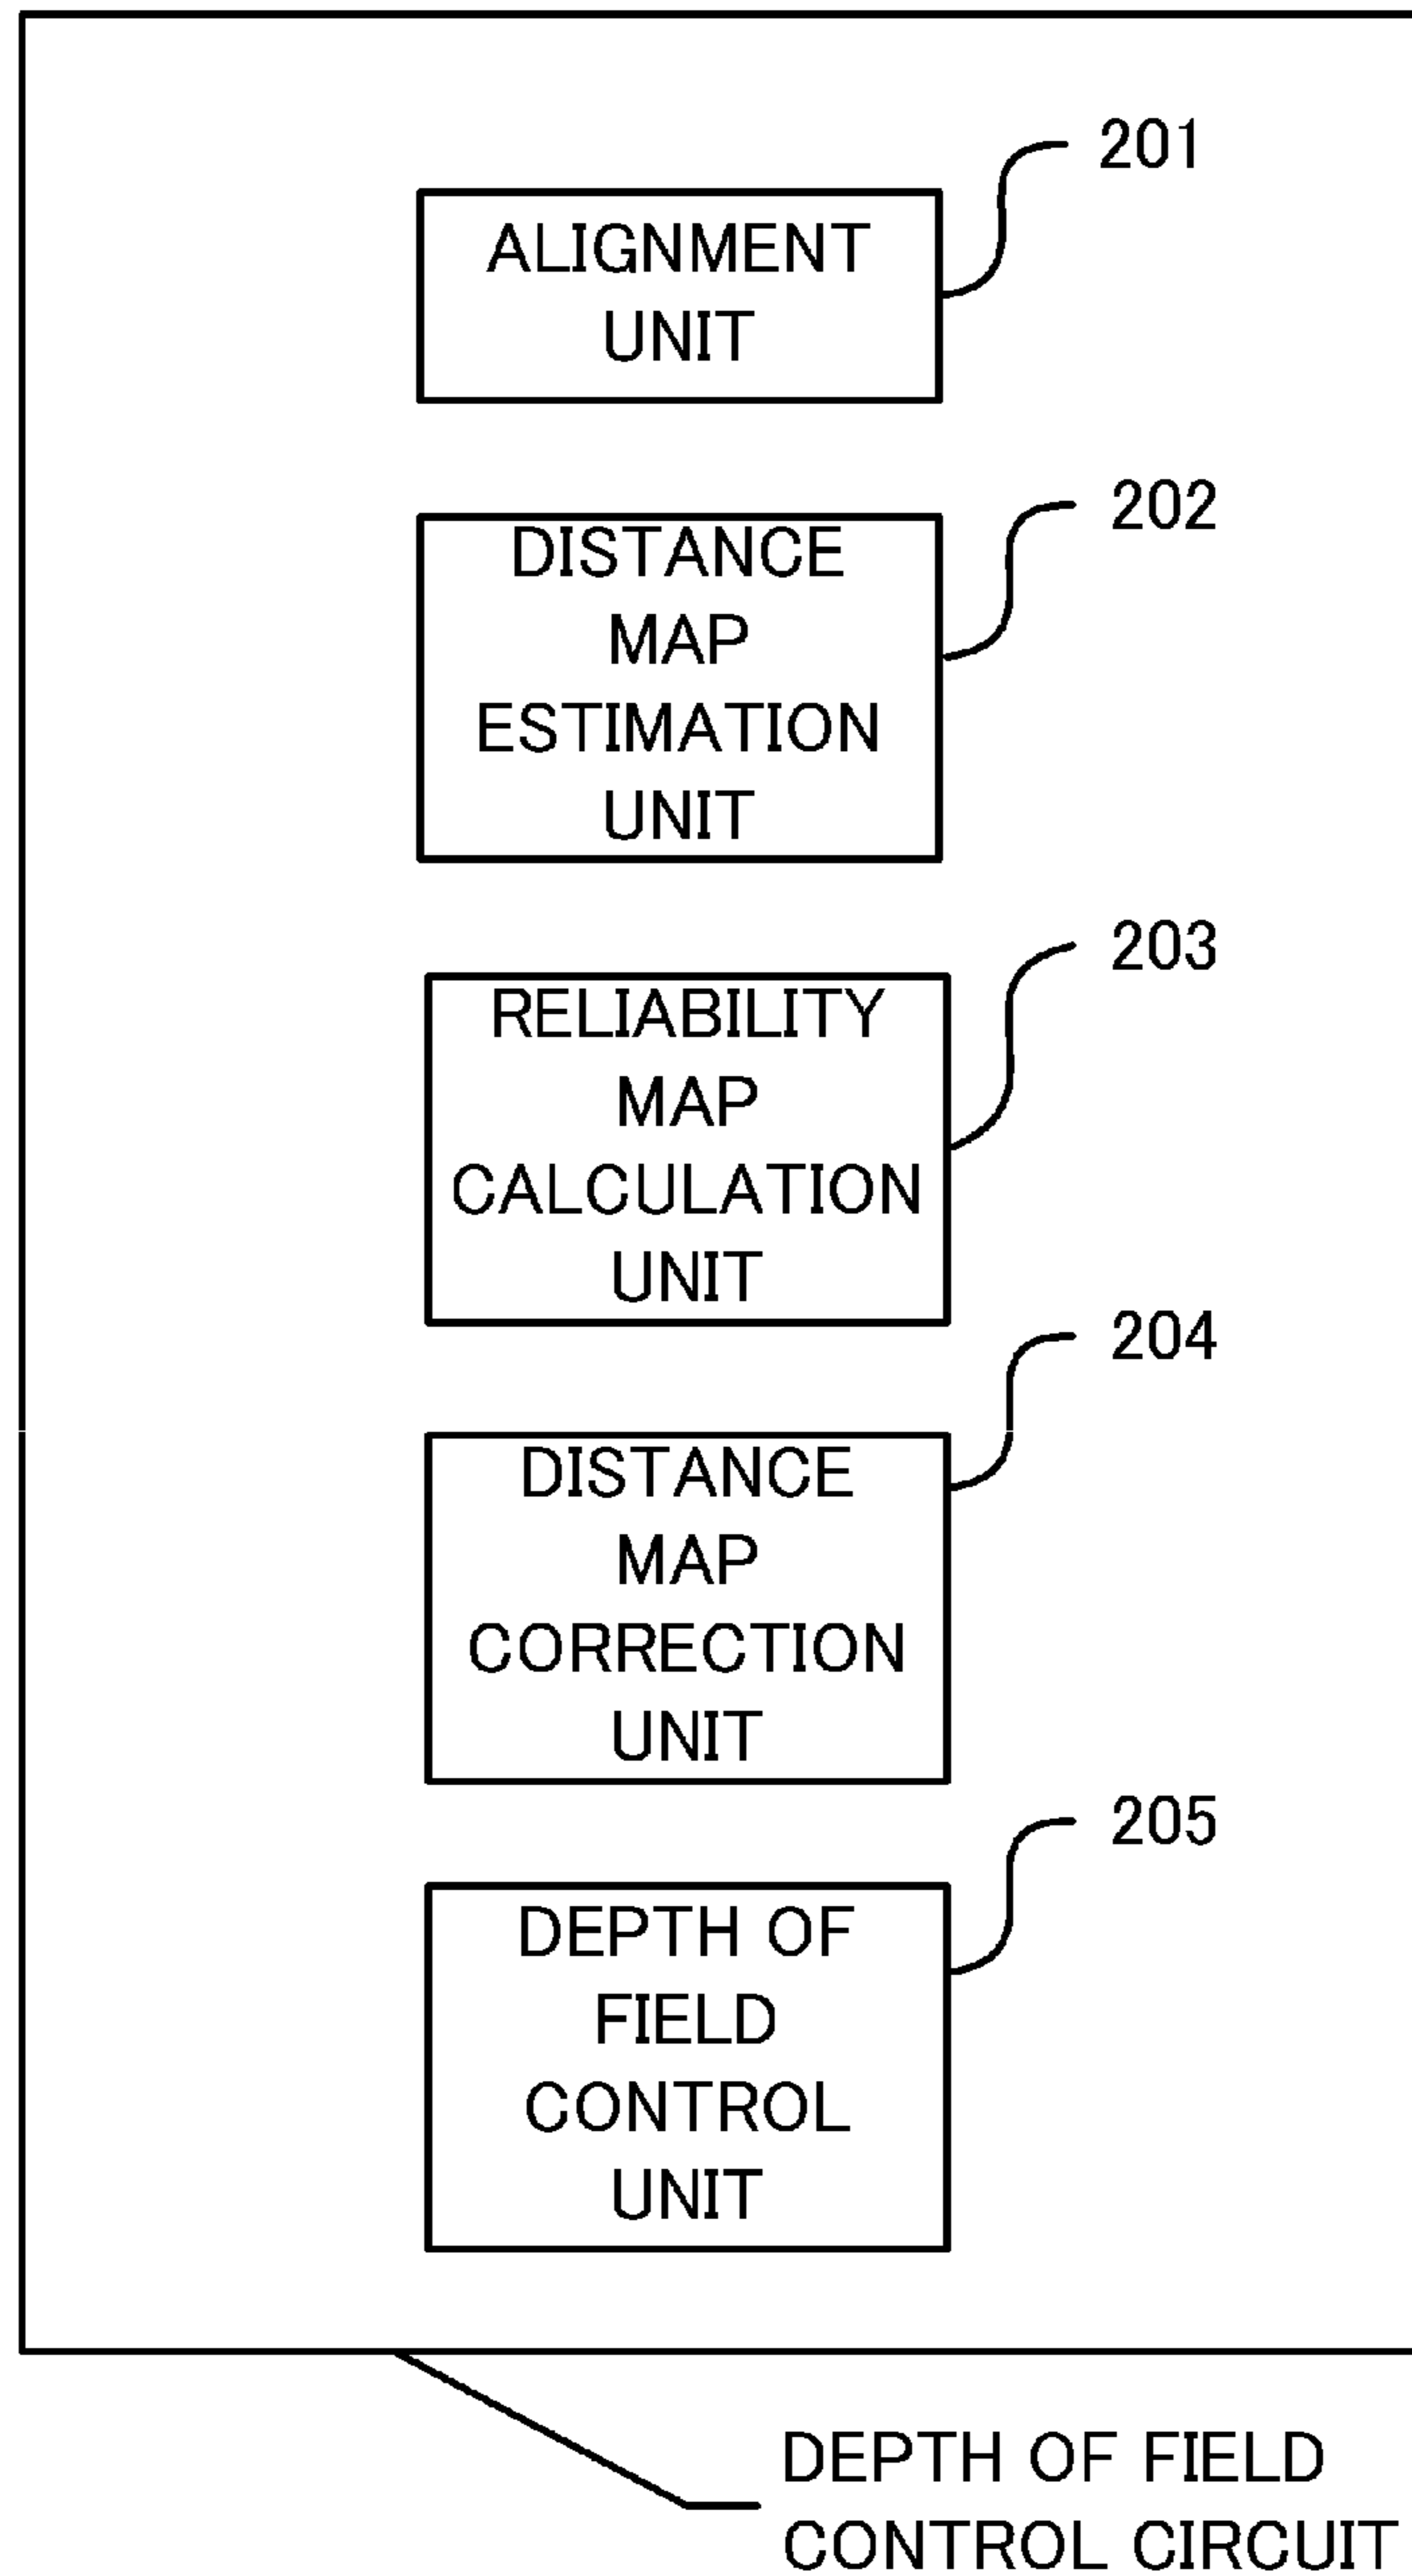 201
ALIGNMENT
UNIT
202
DISTANCE
MAP
ESTIMATION
UNIT
203
RELIABILITY
MAP
CALCULATION
UNIT
204
DISTANCE
MAP
CORRECTION
UNIT
205
DEPTH OF
FIELD
CONTROL
UNIT
DEPTH OF FIELD
CONTROL CIRCUIT